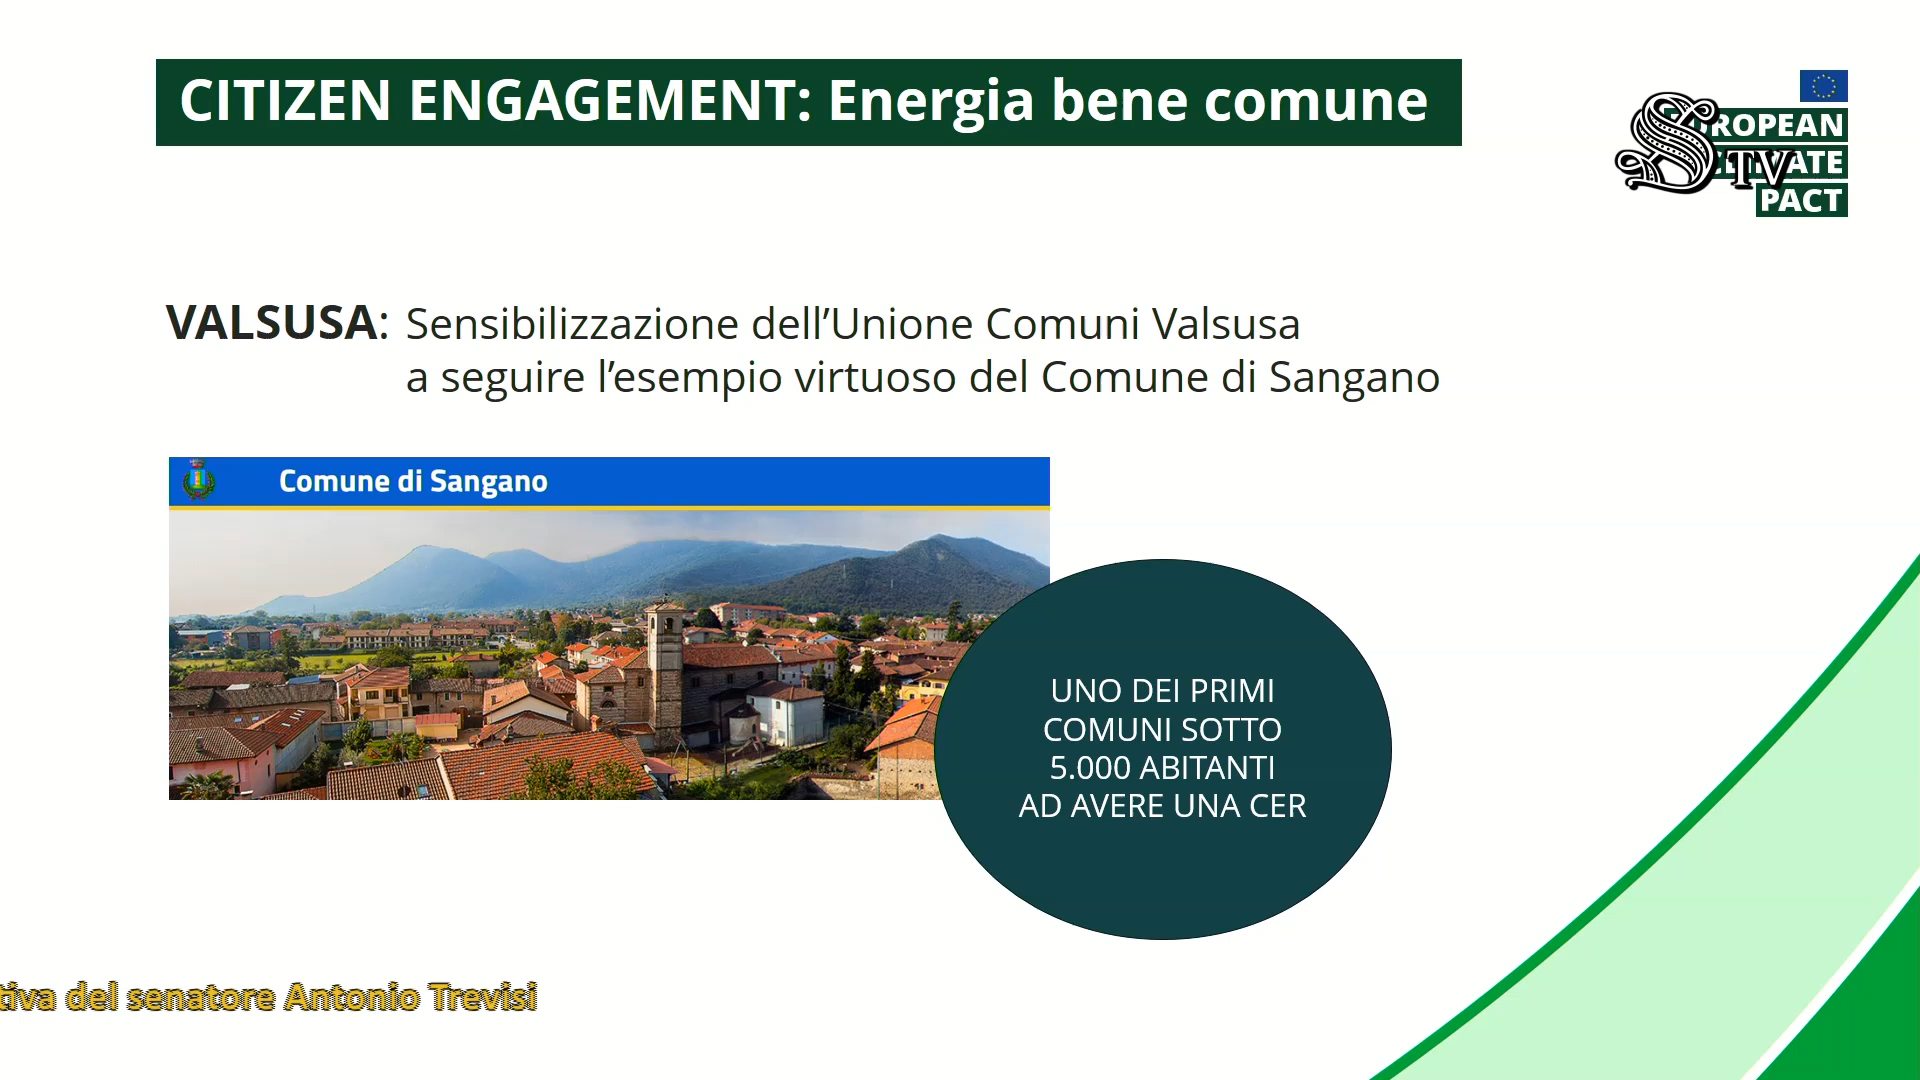 CITIZEN ENGAGEMENT: Energia bene comune
ROPEAN
ATE
PACT
S TV
VALSUSA: Sensibilizzazione dell’Unione Comuni Valsusa
a seguire l’esempio virtuoso del Comune di Sangano
Comune di Sangano
UNO DEI PRIMI
COMUNI SOTTO
5.000 ABITANTI
AD AVERE UNA CER
tiva del senatore Antonio Trevisi